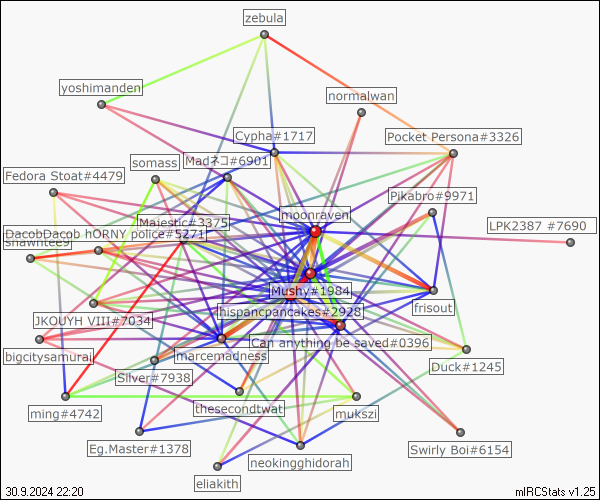 zebula
yoshimanden
normalwan
Cypha#1717
Pocket Persona#3326
somass
Madネコ#6901
Fedora Stoat#4479
Pikabro#9971
moonraven
Majestic#3375
LPK2387 #7690
DacobDacob hORNY police#5271
shawntee9
Mushy#1984
frisout
hispancpancakes#2928
JKOUYH VIII#7034
Can anything be saved#0396
bigcitysamurai
marcemadness
Duck#1245
Silver#7938
ming#4742
thesecondtwat
mukszi
Eg.Master#1378
Swirly Boi#6154
neokingghidorah
eliakith
30.9.2024 22:20
mIRCStats v1.25